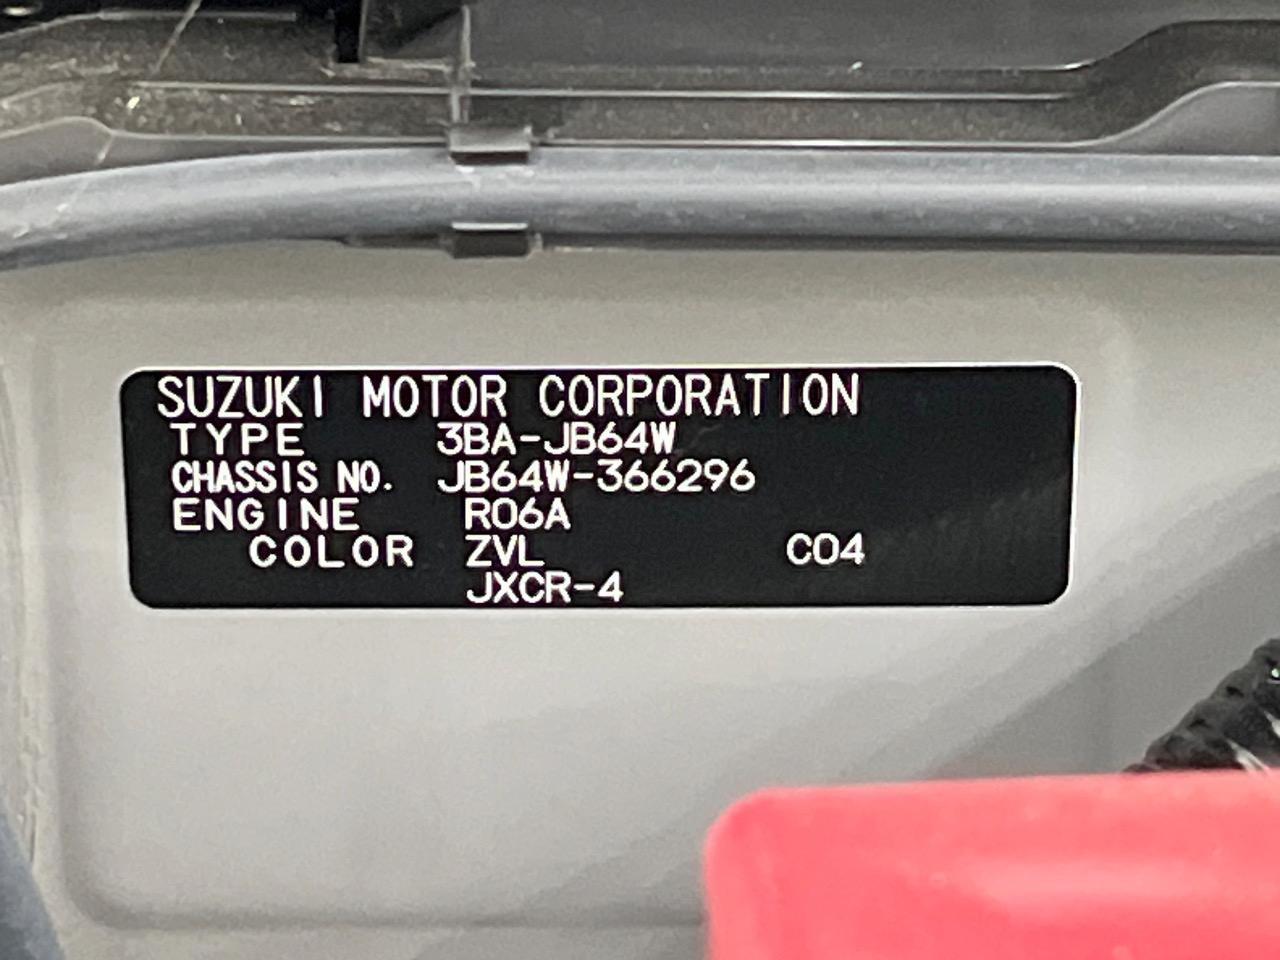 SUZUKI MOTOR CORPORATION
TYPE 3BA-JB64W
CHASSIS NO. JB64W-366296
ENGINE R06A
COLOR ZVL C04
JXCR-4